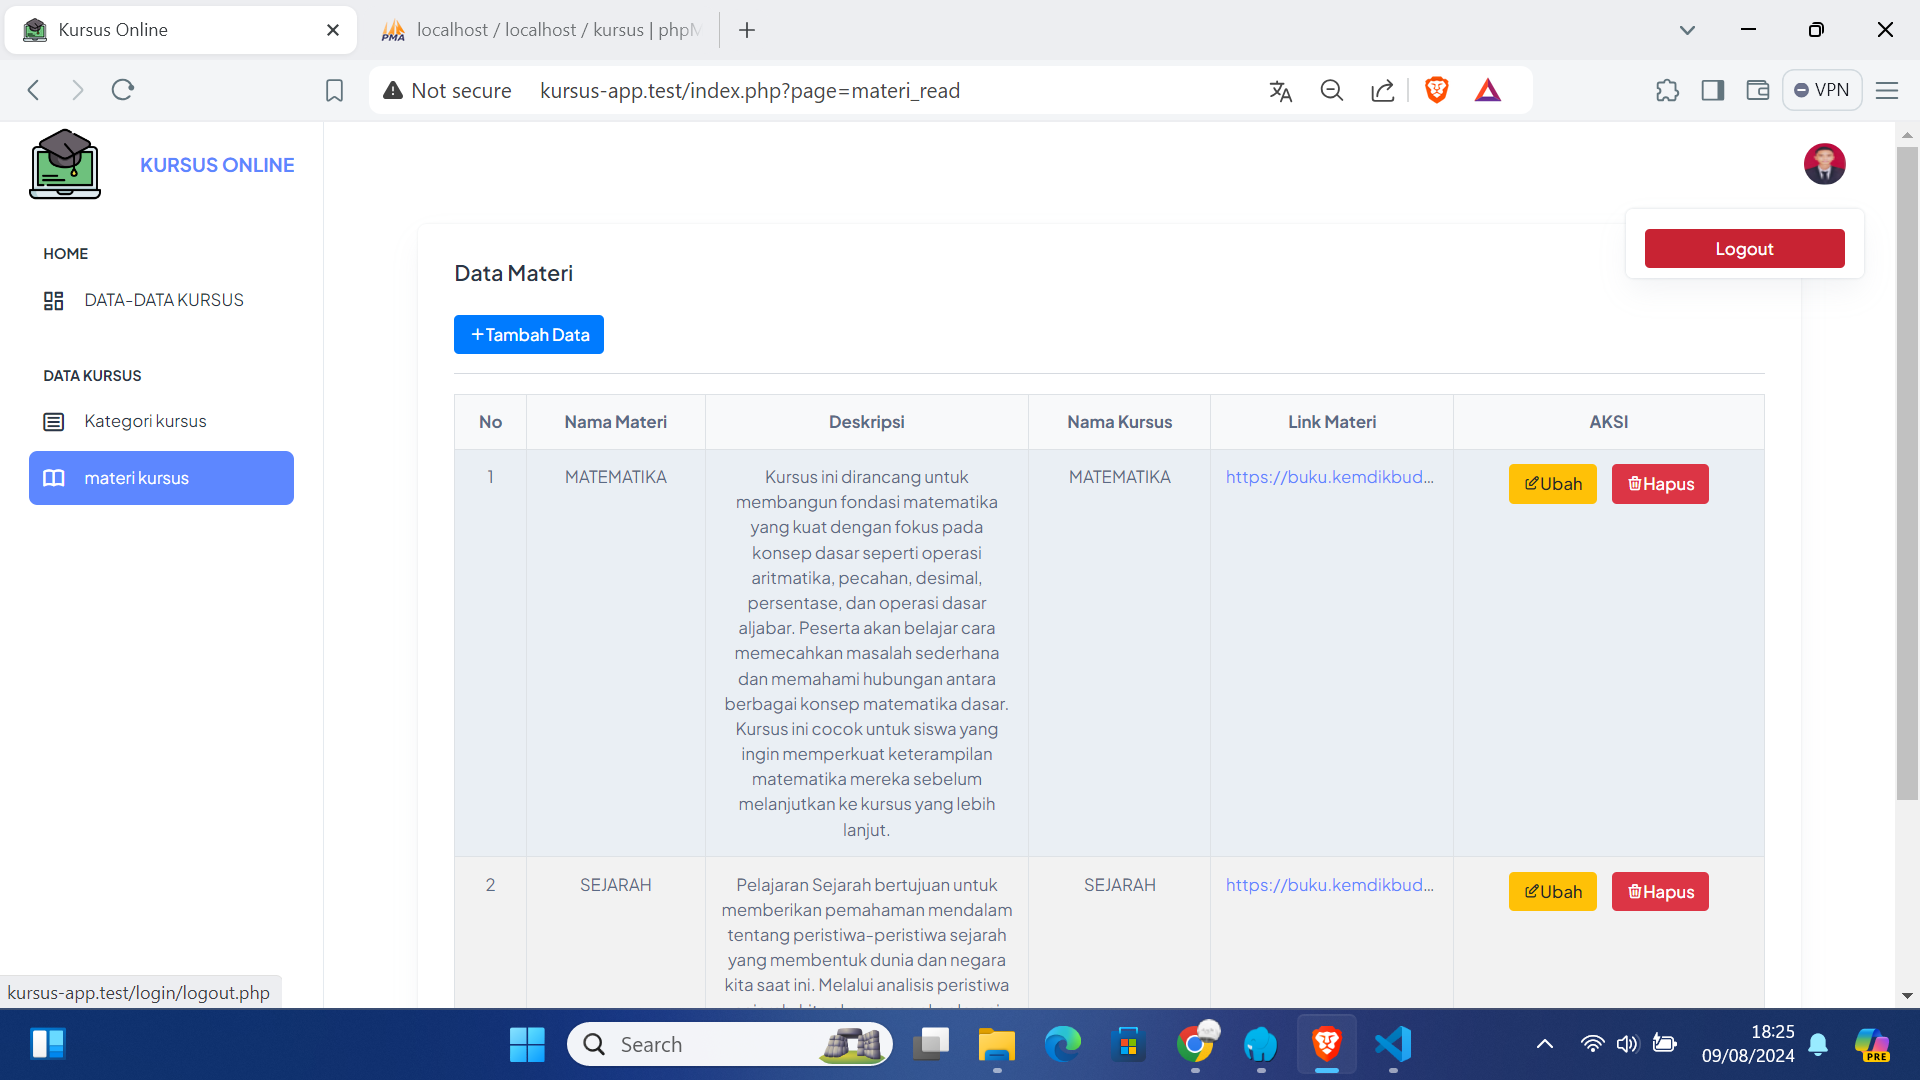 Kursus Online
localhost / localhost / kursus | phpM
Not secure
kursus-app.test/index.php?page=materi_read
VPN
KURSUS ONLINE
Logout
HOME
DATA-DATA KURSUS
DATA KURSUS
Kategori kursus
materi kursus
Data Materi
+Tambah Data
No
Nama Materi
Deskripsi
Nama Kursus
Link Materi
AKSI
1
MATEMATIKA
Kursus ini dirancang untuk
membangun fondasi matematika
yang kuat dengan fokus pada
konsep dasar seperti operasi
aritmatika, pecahan, desimal,
persentase, dan operasi dasar
aljabar. Peserta akan belajar cara
memecahkan masalah sederhana
dan memahami hubungan antara
berbagai konsep matematika dasar.
Kursus ini cocok untuk siswa yang
ingin memperkuat keterampilan
matematika mereka sebelum
melanjutkan ke kursus yang lebih
lanjut.
MATEMATIKA
https://buku.kemdikbud...
Ubah
Hapus
2
SEJARAH
Pelajaran Sejarah bertujuan untuk
memberikan pemahaman mendalam
tentang peristiwa-peristiwa sejarah
yang membentuk dunia dan negara
kita saat ini. Melalui analisis peristiwa
SEJARAH
https://buku.kemdikbud...
Ubah
Hapus
kursus-app.test/login/logout.php
Search
18:25
09/08/2024
PRE